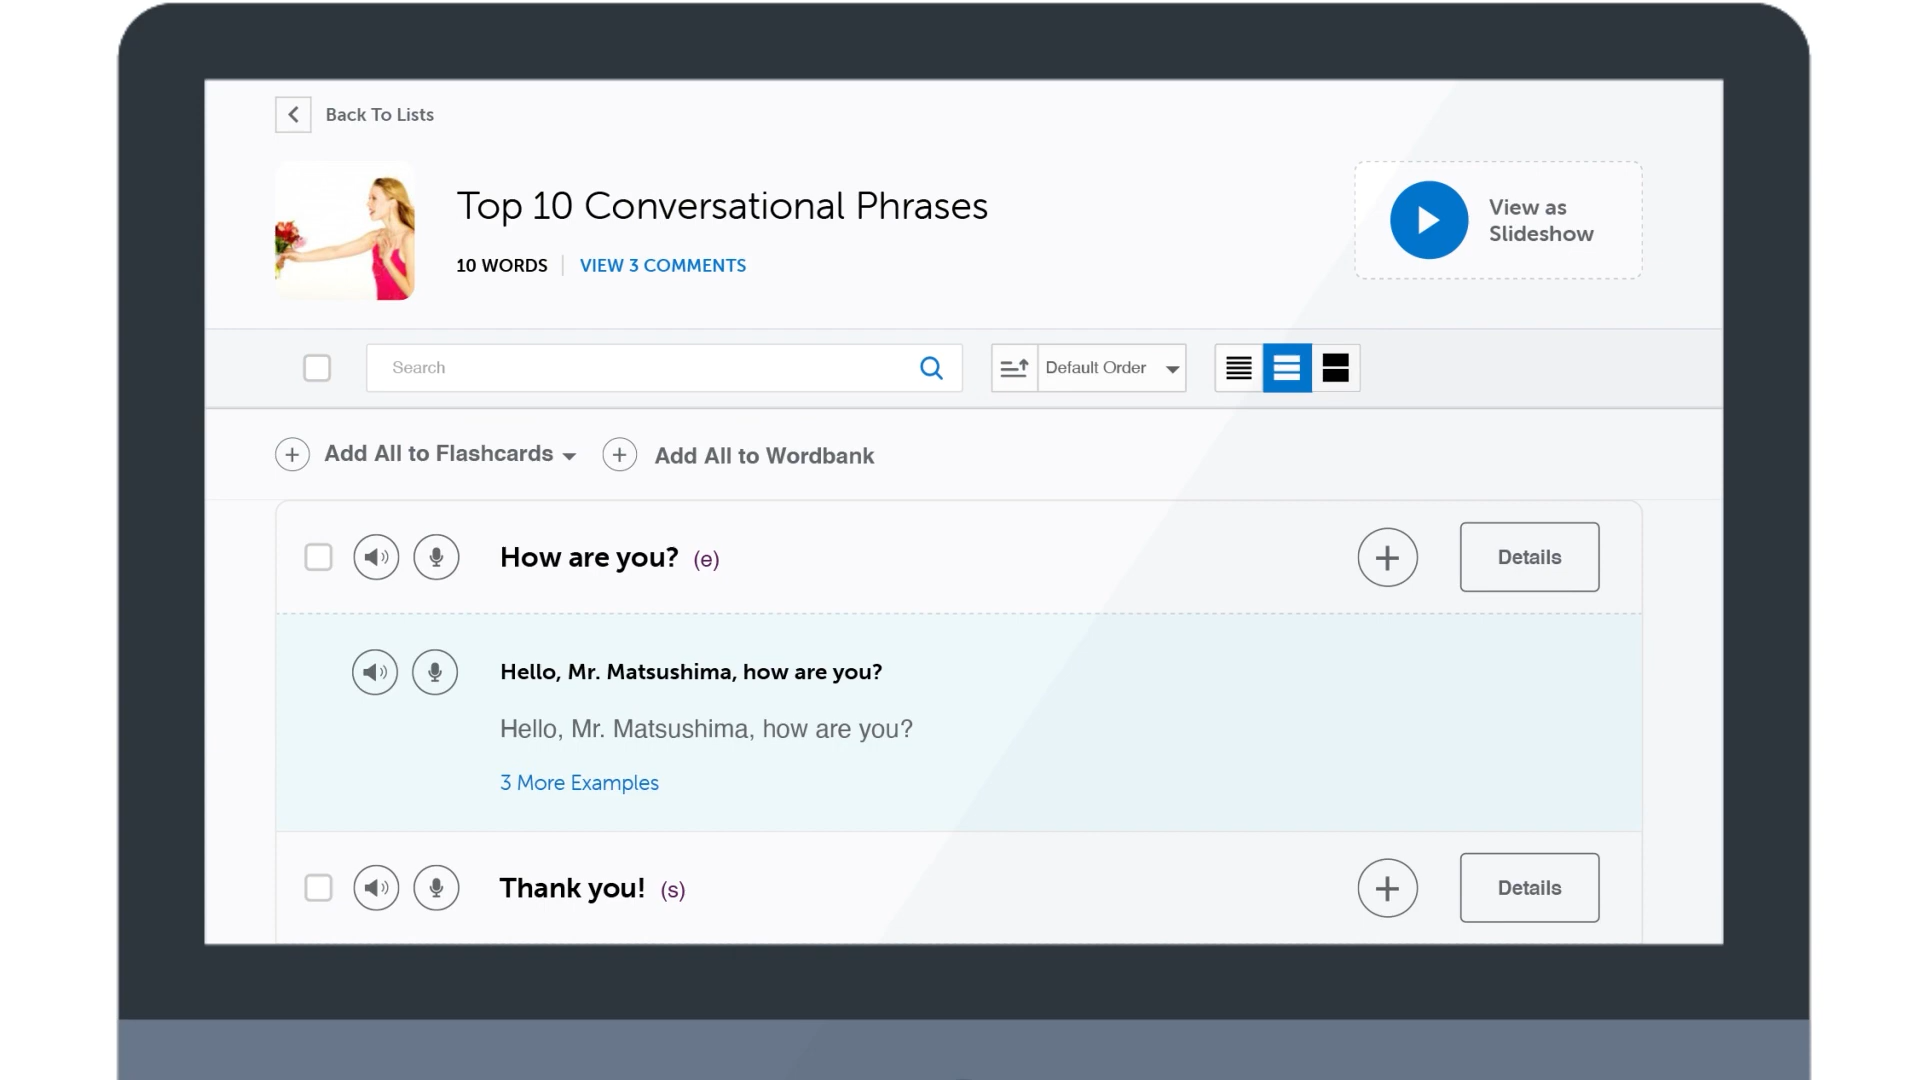 Back To Lists
Top 10 Conversational Phrases
10 WORDS
VIEW 3 COMMENTS
View as
Slideshow
Search
Default Order
Add All to Flashcards
Add All to Wordbank
How are you? (e)
Details
Hello, Mr. Matsushima, how are you?
Hello, Mr. Matsushima, how are you?
3 More Examples
Thank you! (s)
Details